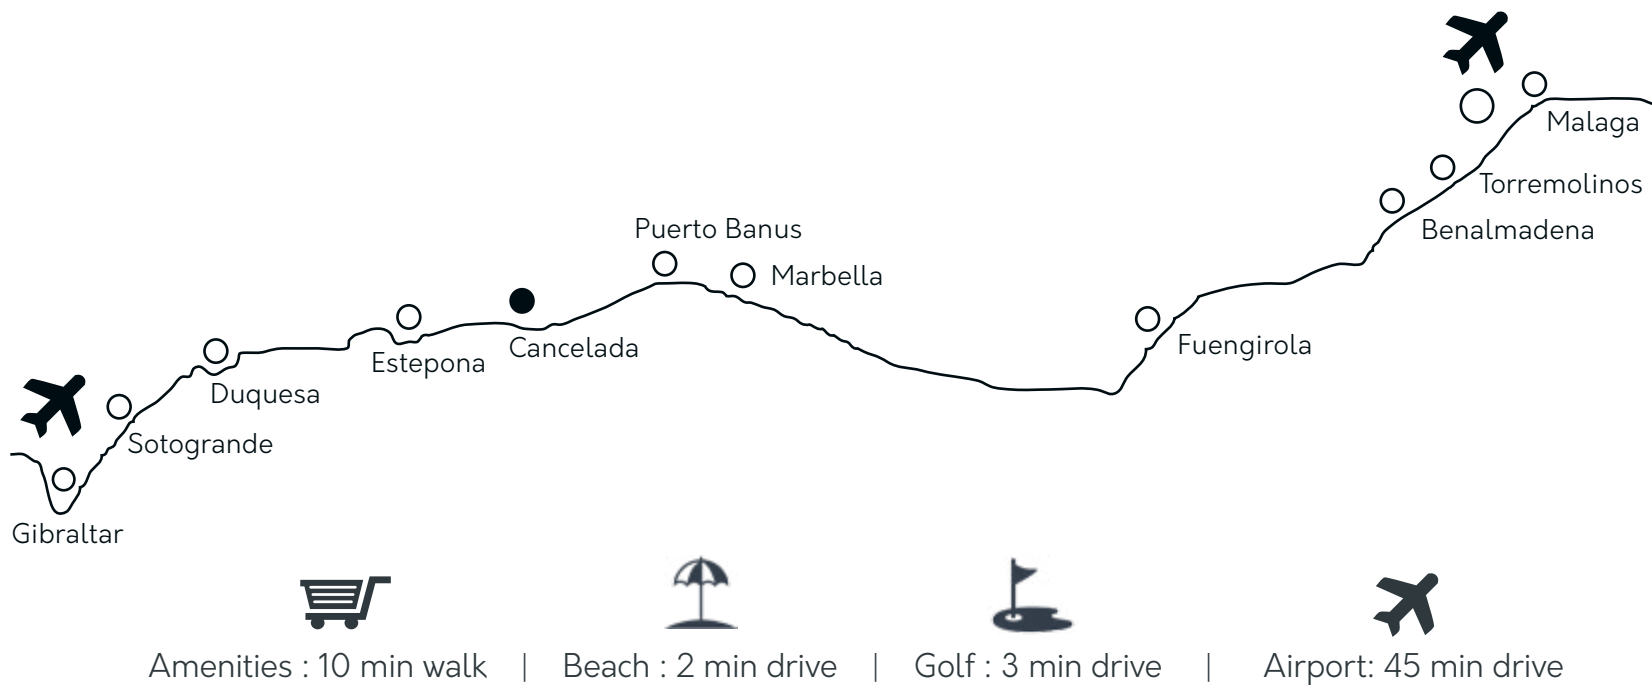 Malaga
Torremolinos
Benalmadena
Puerto Banus
Marbella
Fuengirola
Cancelada
Estepona
Duquesa
Sotogrande
Gibraltar
Amenities : 10 min walk | Beach : 2 min drive | Golf : 3 min drive | Airport: 45 min drive